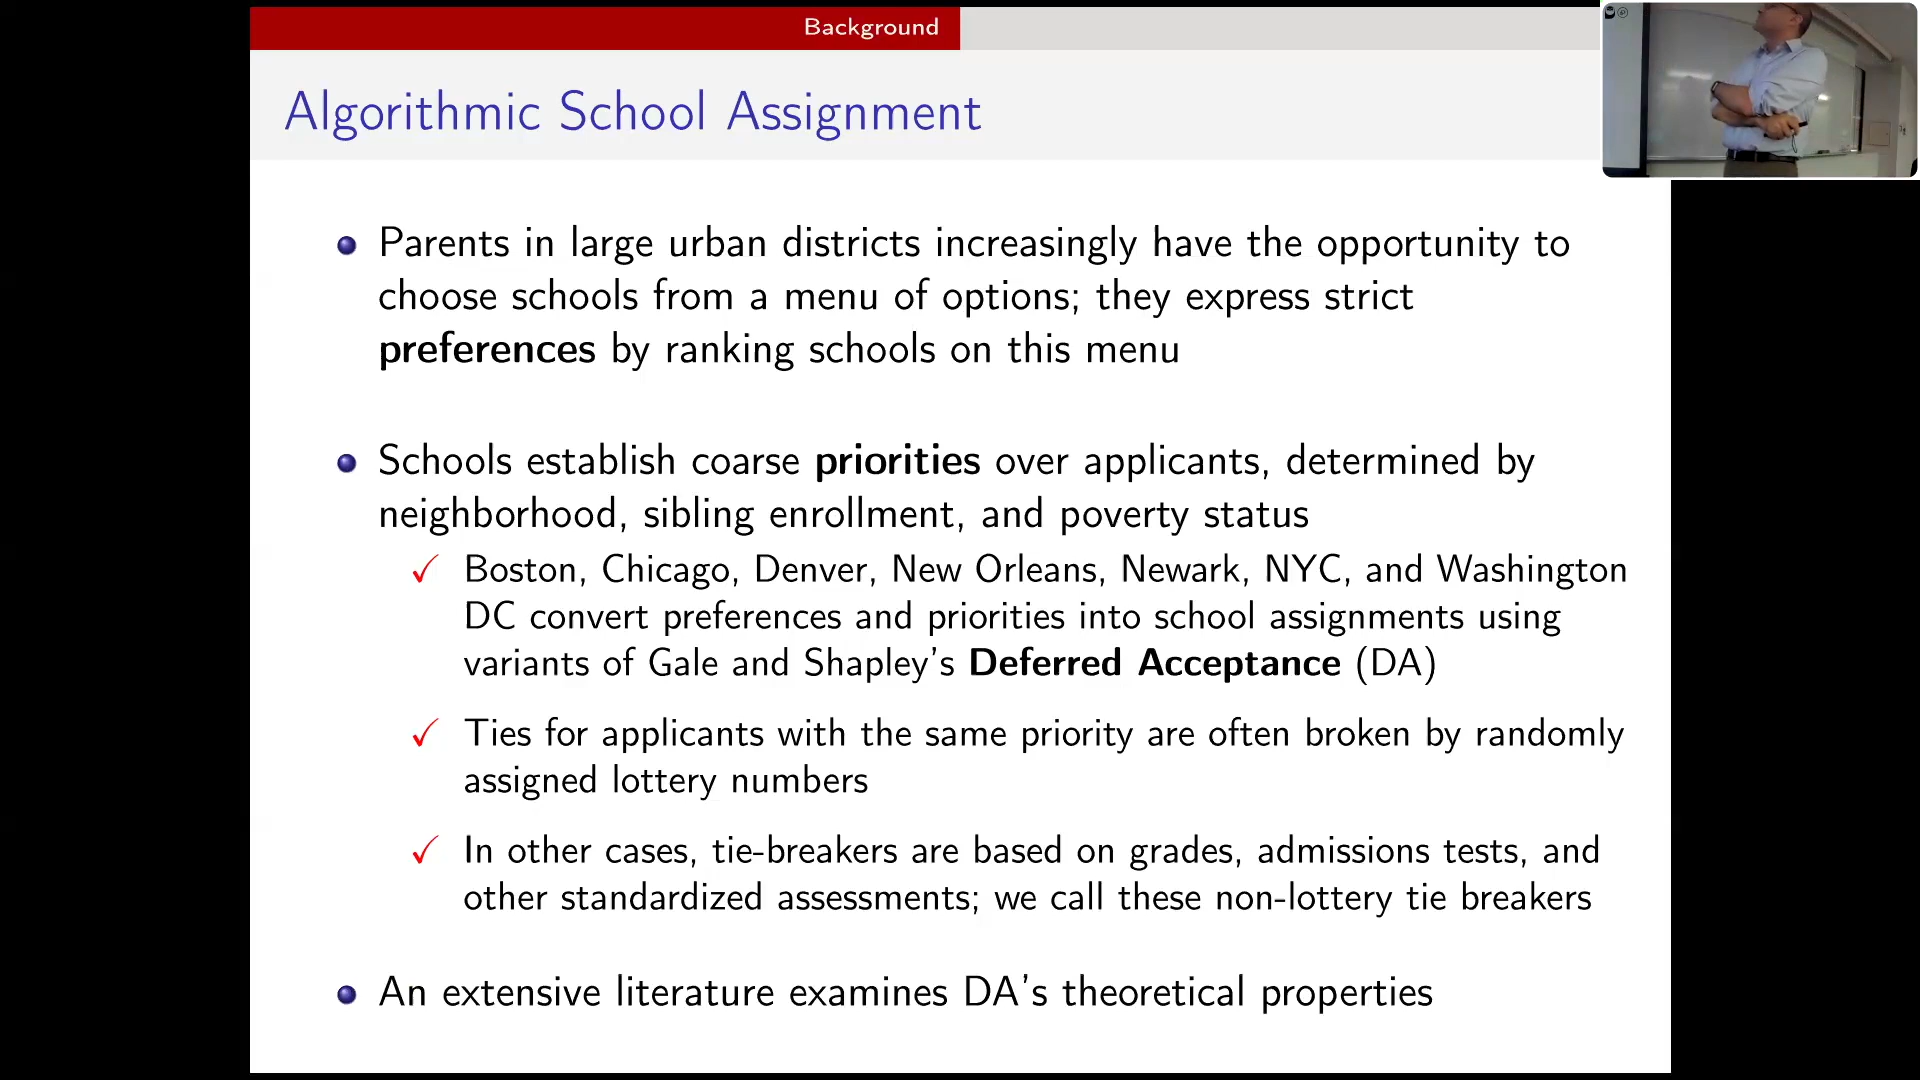 Background
Algorithmic School Assignment
Parents in large urban districts increasingly have the opportunity to
choose schools from a menu of options; they express strict
preferences by ranking schools on this menu
Schools establish coarse priorities over applicants, determined by
neighborhood, sibling enrollment, and poverty status
✓ Boston, Chicago, Denver, New Orleans, Newark, NYC, and Washington
DC convert preferences and priorities into school assignments using
variants of Gale and Shapley's Deferred Acceptance (DA)
✓ Ties for applicants with the same priority are often broken by randomly
assigned lottery numbers
✓ In other cases, tie-breakers are based on grades, admissions tests, and
other standardized assessments; we call these non-lottery tie breakers
An extensive literature examines DA's theoretical properties